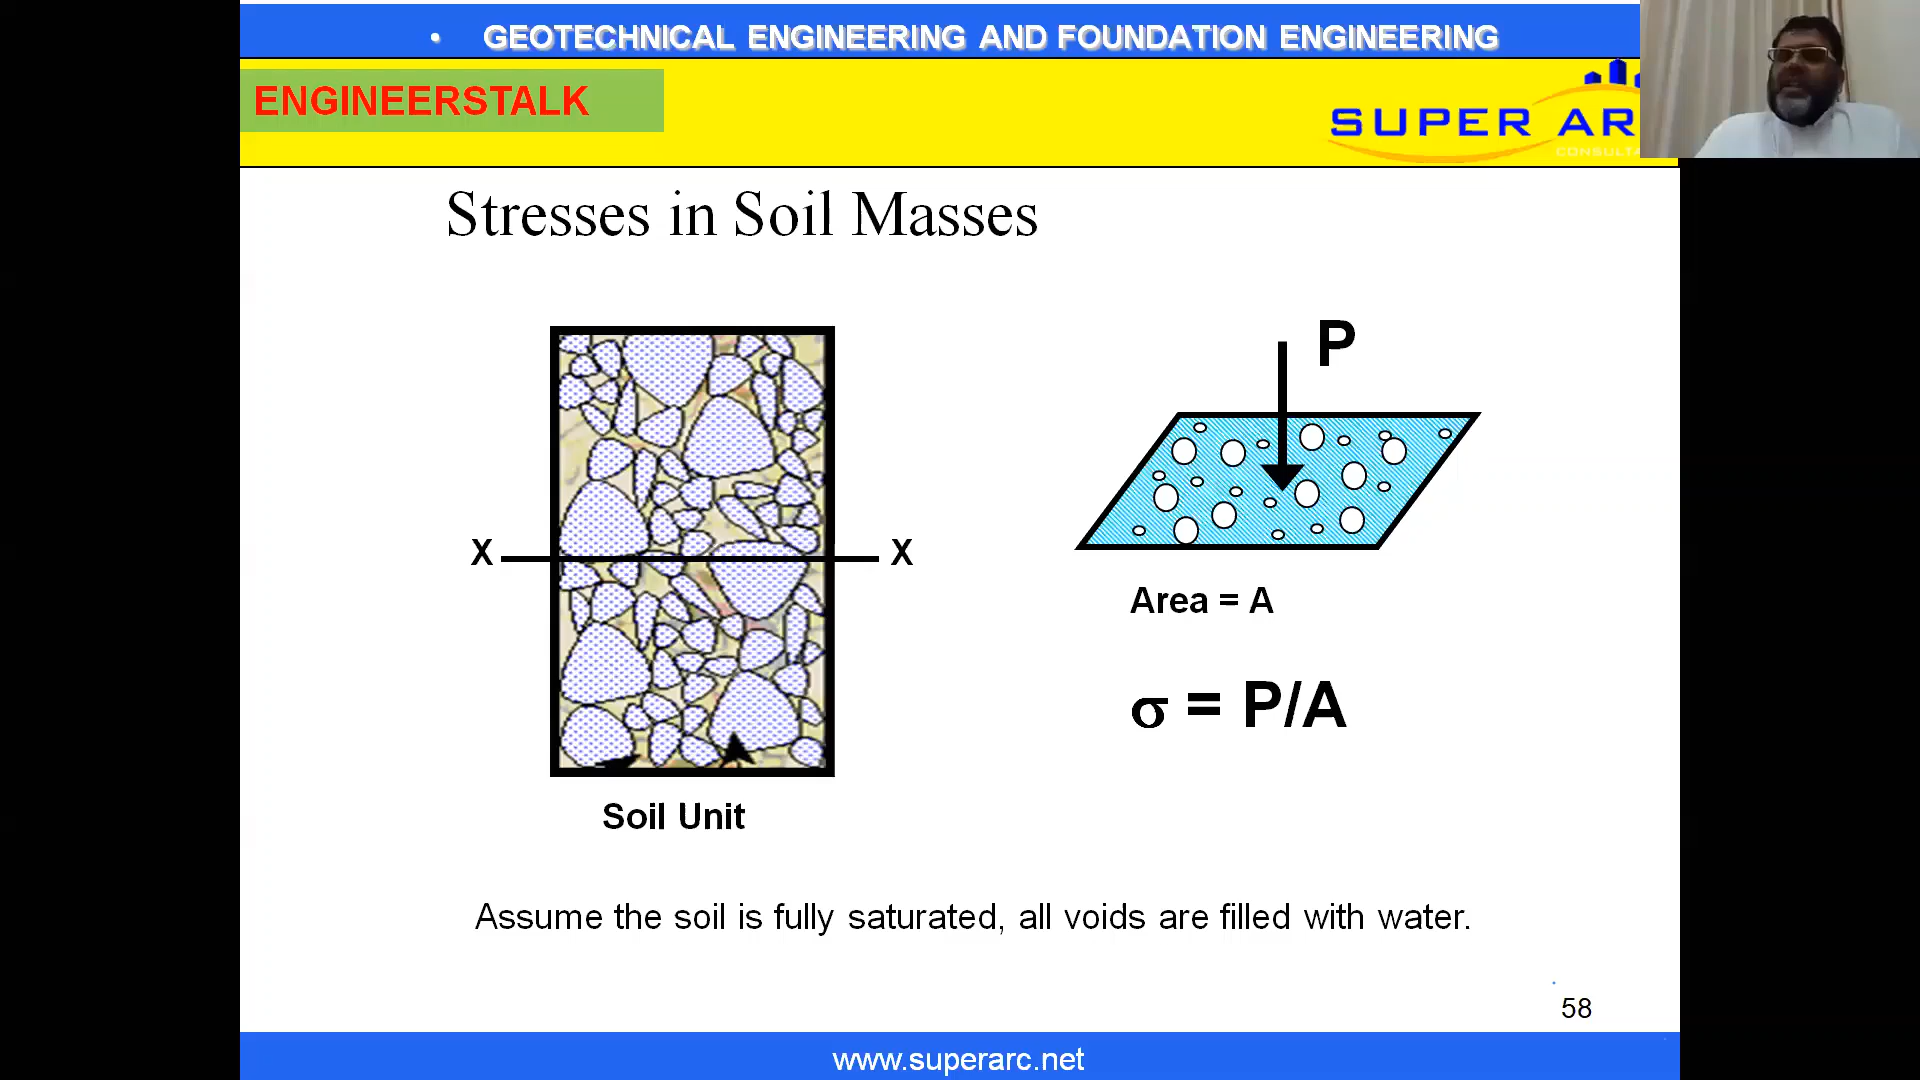 • GEOTECHNICAL ENGINEERING AND FOUNDATION ENGINEERING
ENGINEERSTALK
SUPER AR
CONSULTA
Stresses in Soil Masses
P
X X
Area = A
σ = P/A
Soil Unit
Assume the soil is fully saturated, all voids are filled with water.
58
www.superarc.net